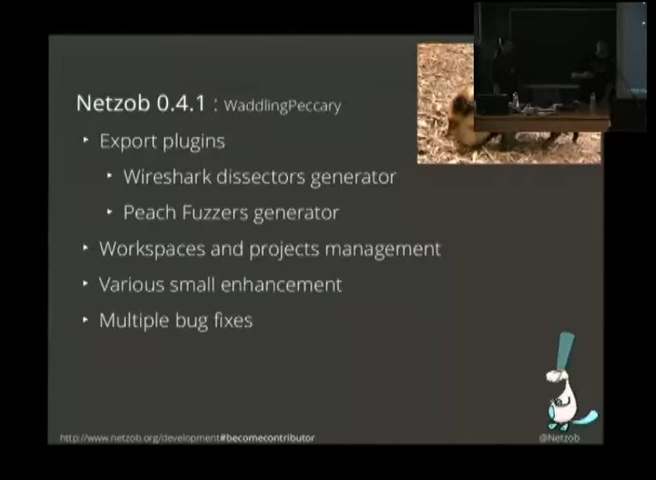 Netzob 0.4.1 : WaddlingPeccary
‣ Export plugins
‣ Wireshark dissectors generator
‣ Peach Fuzzers generator
‣ Workspaces and projects management
‣ Various small enhancement
‣ Multiple bug fixes
http://www.netzob.org/development#becomecontributor
@Netzob